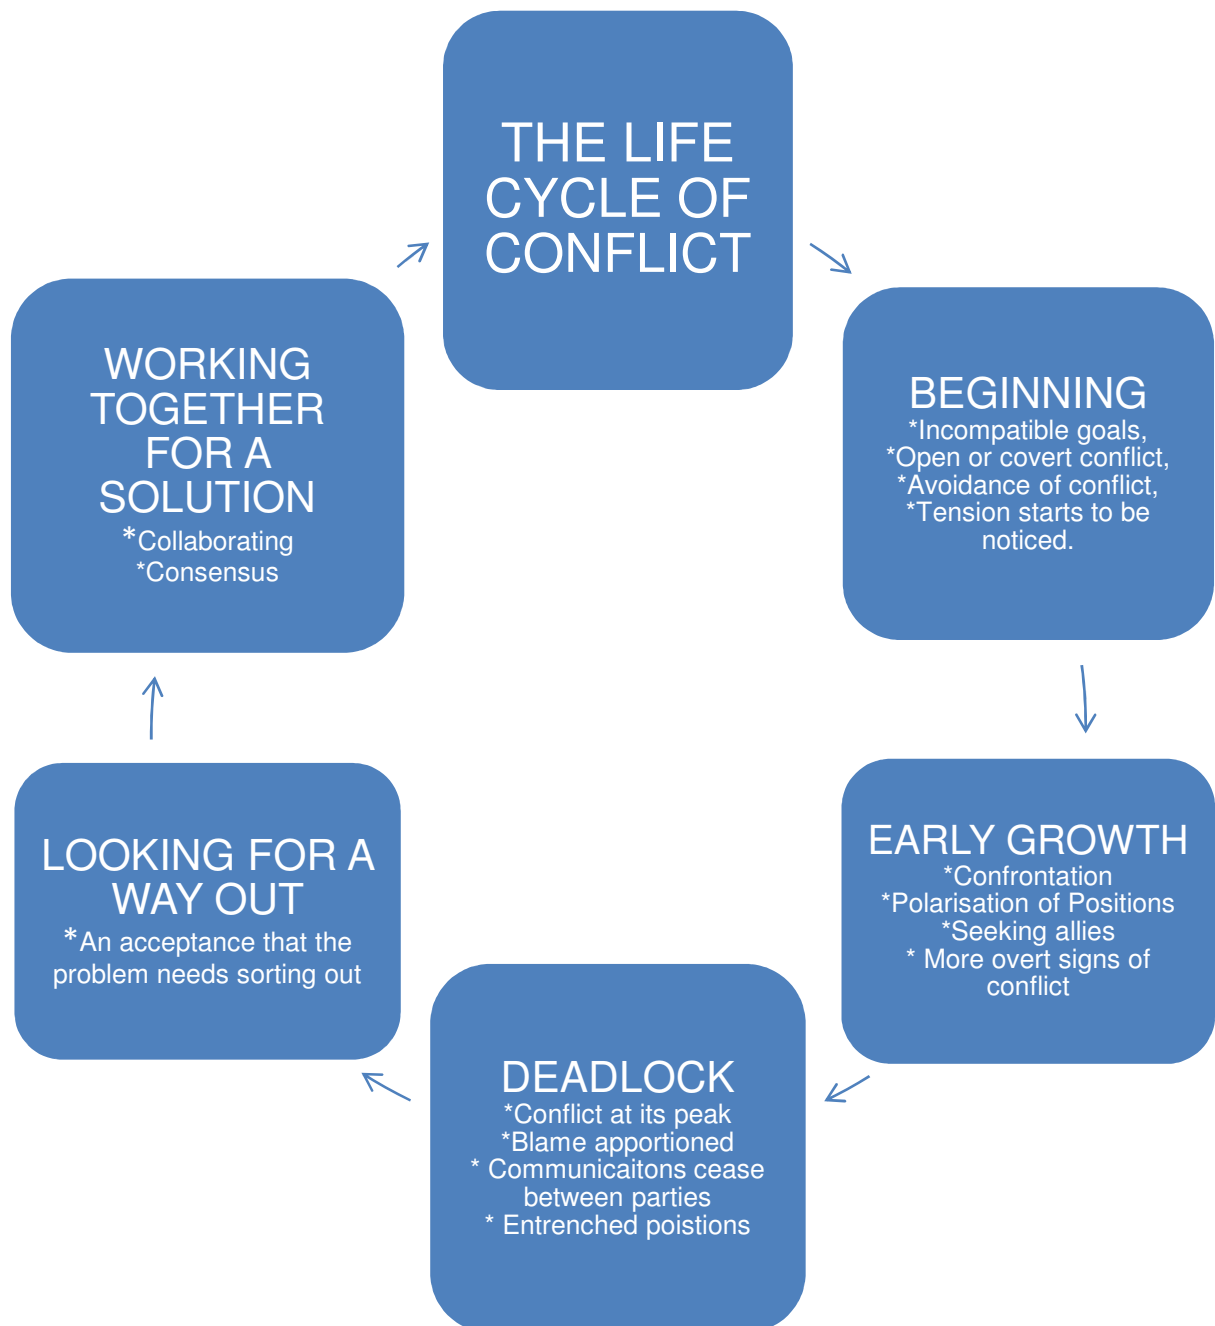 THE LIFE
CYCLE OF
CONFLICT
BEGINNING
*Incompatible goals,
*Open or covert conflict,
*Avoidance of conflict,
*Tension starts to be
noticed.
EARLY GROWTH
*Confrontation
*Polarisation of Positions
*Seeking allies
* More overt signs of
conflict
DEADLOCK
*Conflict at its peak
*Blame apportioned
* Communicaitons cease
between parties
* Entrenched poistions
LOOKING FOR A
WAY OUT
*An acceptance that the
problem needs sorting out
WORKING
TOGETHER
FOR A
SOLUTION
*Collaborating
*Consensus